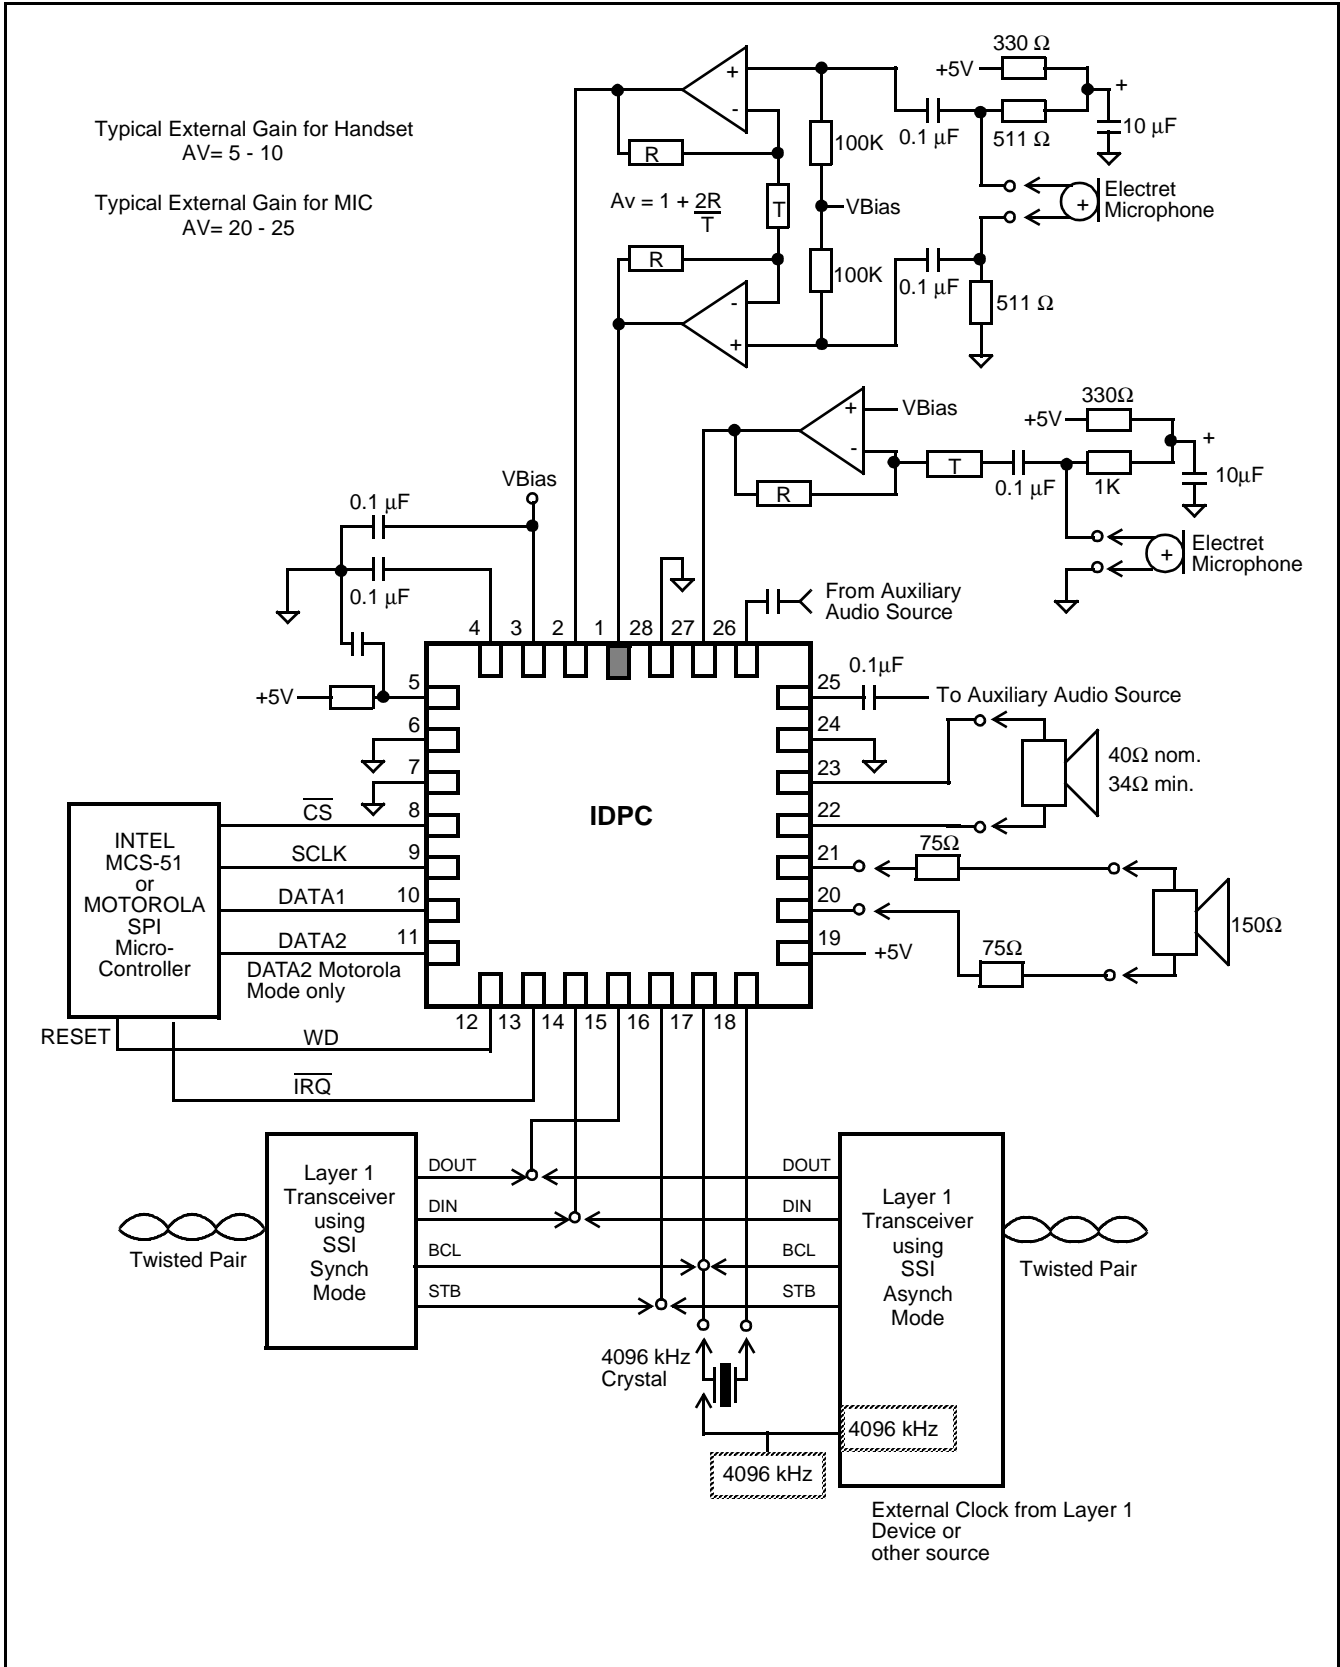 330 Ω
+5V
+
+
-
0.1 µF
511 Ω
10 µF
Typical External Gain for Handset
AV= 5 - 10
R
100K
Av = 1 + 2R
T
T
VBias
+
Electret
Microphone
Typical External Gain for MIC
AV= 20 - 25
R
100K
0.1 µF
-
+
511 Ω
330Ω
+
VBias
+5V
+
-
T
0.1 µF
1K
10µF
R
VBias
0.1 µF
+
Electret
Microphone
0.1 µF
From Auxiliary
Audio Source
4
3
2
1
28
27
26
+5V
5
25
0.1µF
To Auxiliary Audio Source
6
24
7
23
40Ω nom.
34Ω min.
IDPC
INTEL
MCS-51
or
MOTOROLA
SPI
Micro-
Controller
CS
8
22
SCLK
9
21
75Ω
DATA1
10
20
150Ω
DATA2
11
19
+5V
75Ω
DATA2 Motorola
Mode only
12
13
14
15
16
17
18
RESET
WD
IRQ
Layer 1
Transceiver
using
SSI
Synch
Mode
DOUT
DIN
BCL
STB
DOUT
DIN
BCL
STB
Layer 1
Transceiver
using
SSI
Asynch
Mode
Twisted Pair
Twisted Pair
4096 kHz
Crystal
4096 kHz
4096 kHz
External Clock from Layer 1
Device or
other source